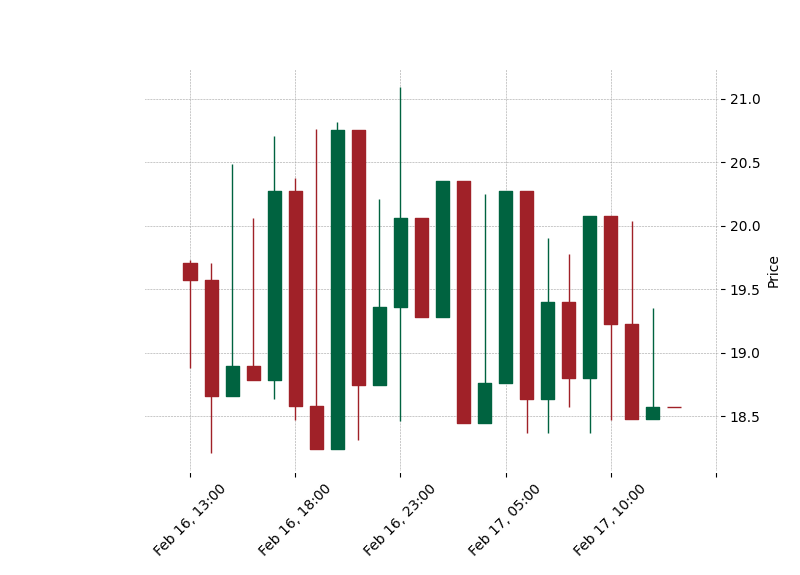 21.0
20.5
20.0
19.5
19.0
18.5
Price
Feb 16, 13:00
Feb 16, 18:00
Feb 16, 23:00
Feb 17, 05:00
Feb 17, 10:00